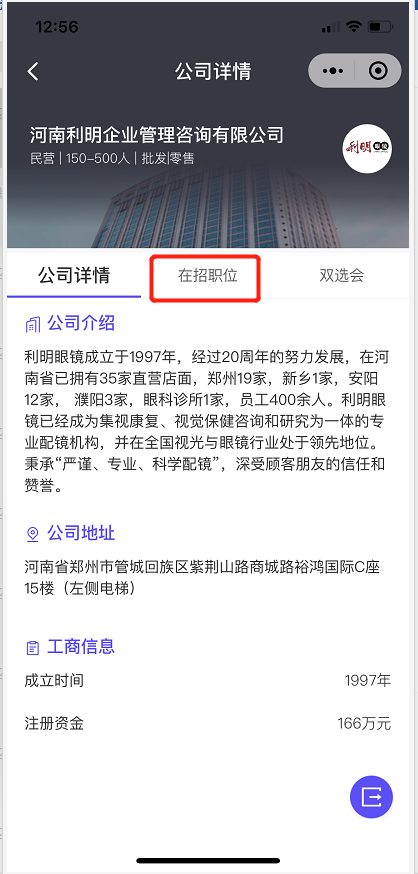 12:56
公司详情
河南利明企业管理咨询有限公司
民营 | 150-500人 | 批发|零售
利明
公司详情 在招职位 双选会
公司介绍
利明眼镜成立于1997年，经过20周年的努力发展，在河
南省已拥有35家直营店面，郑州19家，新乡1家，安阳
12家， 濮阳3家，眼科诊所1家，员工400余人。利明眼
镜已经成为集视康复、视觉保健咨询和研究为一体的专
业配镜机构，并在全国视光与眼镜行业处于领先地位。
秉承“严谨、专业、科学配镜”，深受顾客朋友的信任和
赞誉。
公司地址
河南省郑州市管城回族区紫荆山路商城路裕鸿国际C座
15楼（左侧电梯）
工商信息
成立时间 1997年
注册资金 166万元